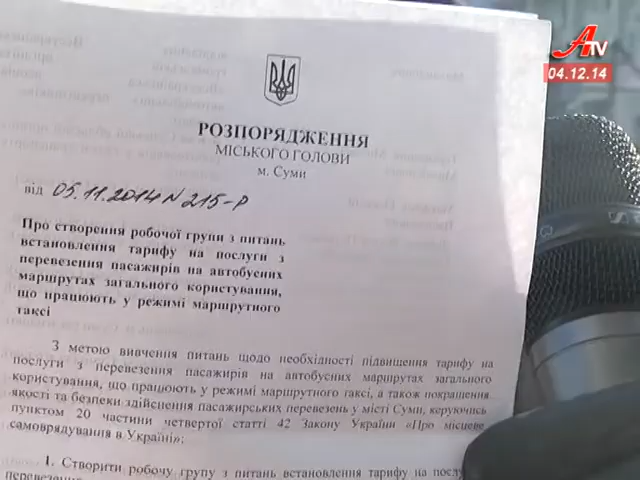 ATV
04.12.14
РОЗПОРЯДЖЕННЯ
МІСЬКОГО ГОЛОВИ
м. Суми
від 05.11.2014 N 215-Р
Про створення робочої групи з питань
встановлення тарифу на послуги з
перевезення пасажирів на автобусних
маршрутах загального користування,
що працюють у режимі маршрутного
таксі
З метою вивчення питань щодо необхідності підвищення тарифу на
послуги з перевезення пасажирів на автобусних маршрутах загального
користування, що працюють у режимі маршрутного таксі, а також покращення
якості та безпеки здійснення пасажирських перевезень у місті Суми, керуючись
пунктом 20 частини четвертої статті 42 Закону України «Про місцеве
самоврядування в Україні»:
1. Створити робочу групу з питань встановлення тарифу на послу
перевезення